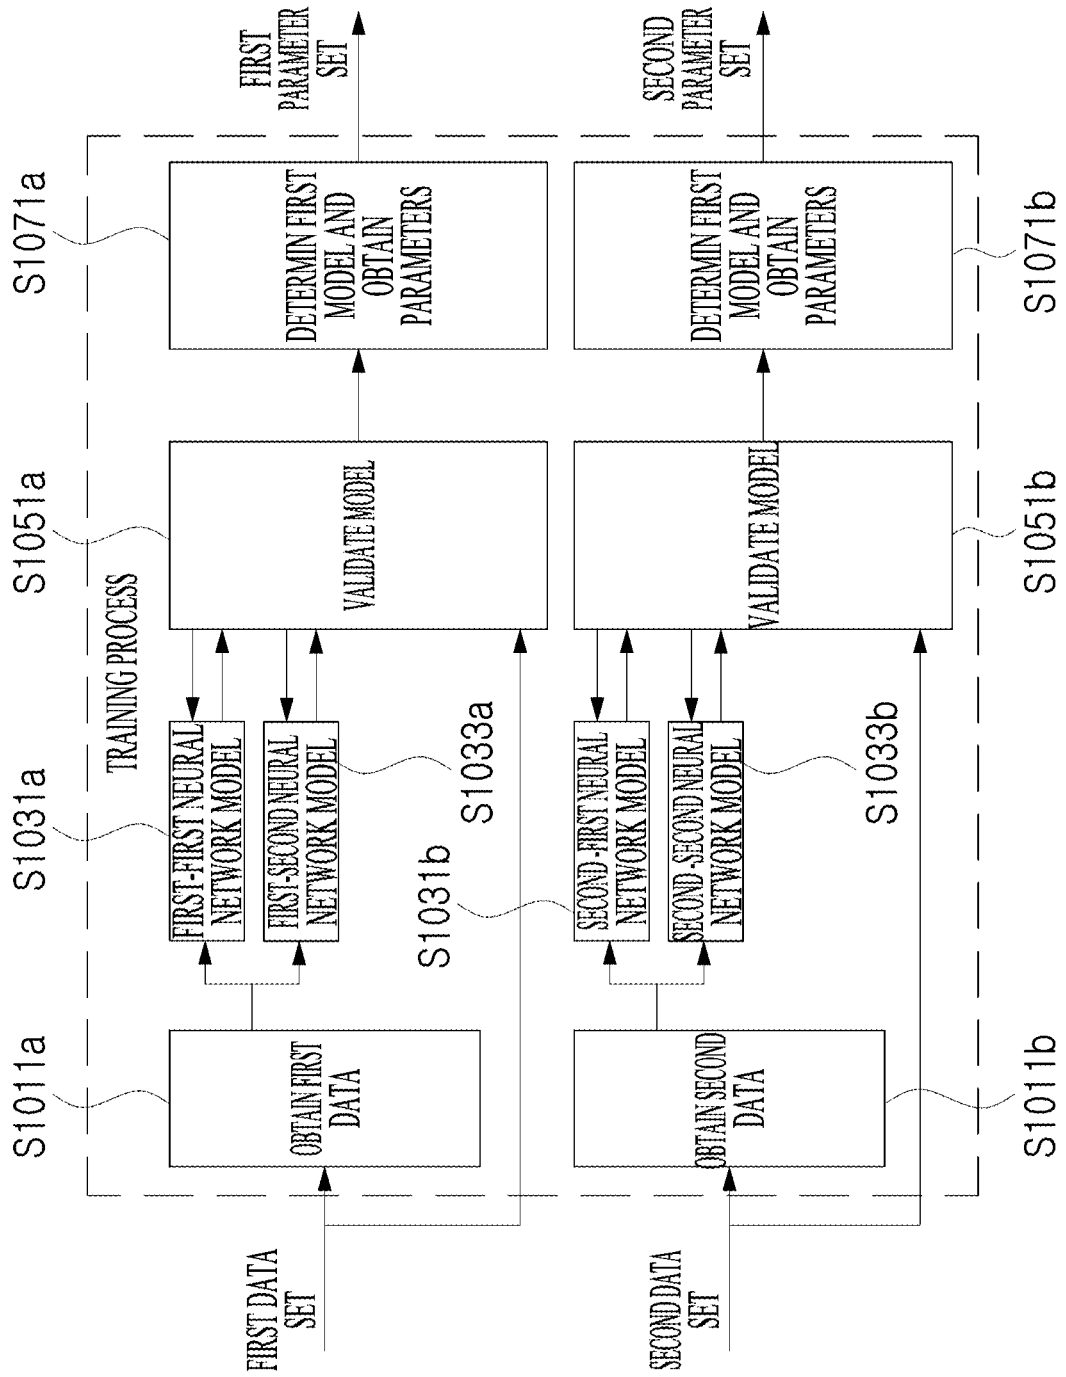 TRAINING PROCESS
S1011a
S1031a
S1051a
S1071a
FIRST DATA
SET
OBTAIN FIRST
DATA
FIRST-FIRST NEURAL
NETWORK MODEL
FIRST-SECOND NEURAL
NETWORK MODEL
S1033a
VALIDATE MODEL
DETERMIN FIRST
MODEL AND
OBTAIN
PARAMETERS
FIRST
PARAMETER
SET
SECOND DATA
SET
OBTAIN SECOND
DATA
S1031b
SECOND-FIRST NEURAL
NETWORK MODEL
SECOND-SECOND NEURAL
NETWORK MODEL
S1033b
VALIDATE MODEL
DETERMIN FIRST
MODEL AND
OBTAIN
PARAMETERS
SECOND
PARAMETER
SET
S1011b
S1051b
S1071b